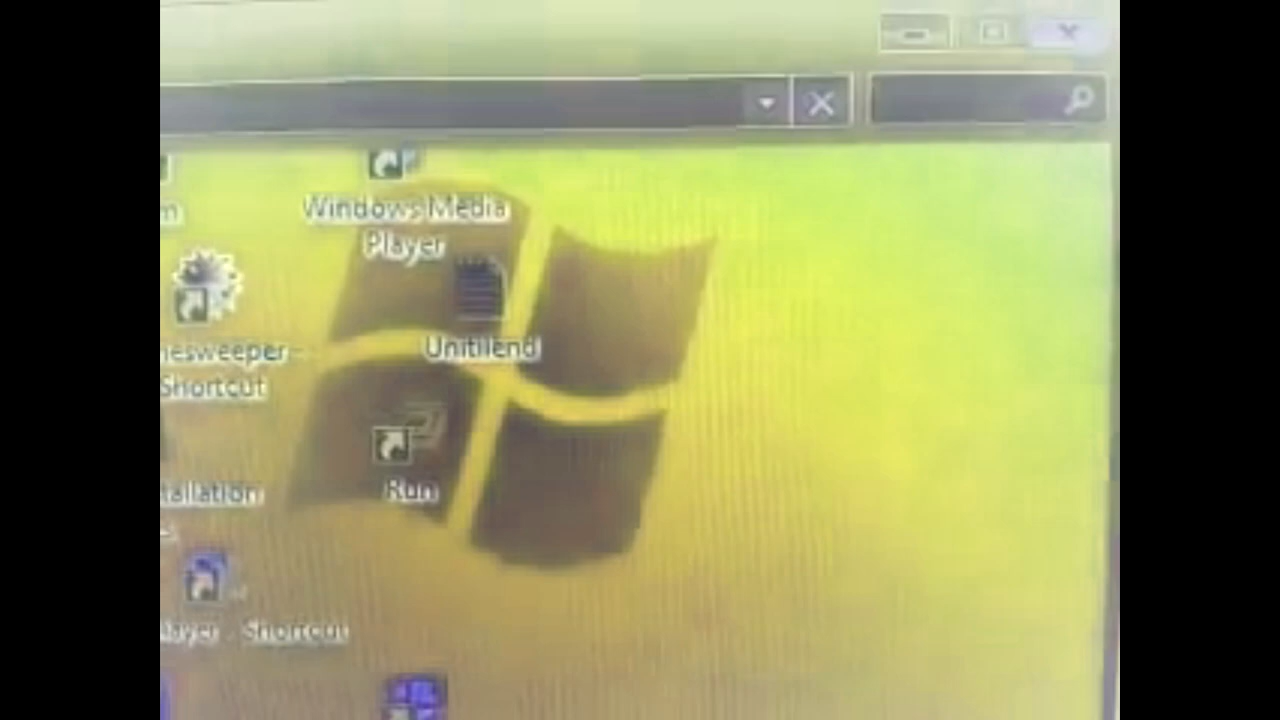 m
Windows Media
Player
nesweeper -
Shortcut
Unitilend
Run
tallation
layer - Shortcut